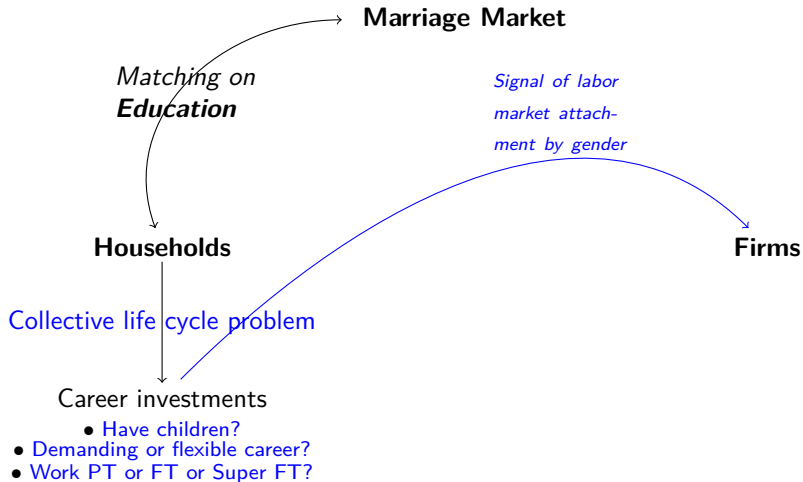 Marriage Market
Matching on
Education
Signal of labor
market attach-
ment by gender
Households
Firms
Collective life cycle problem
Career investments
• Have children?
• Demanding or flexible career?
• Work PT or FT or Super FT?